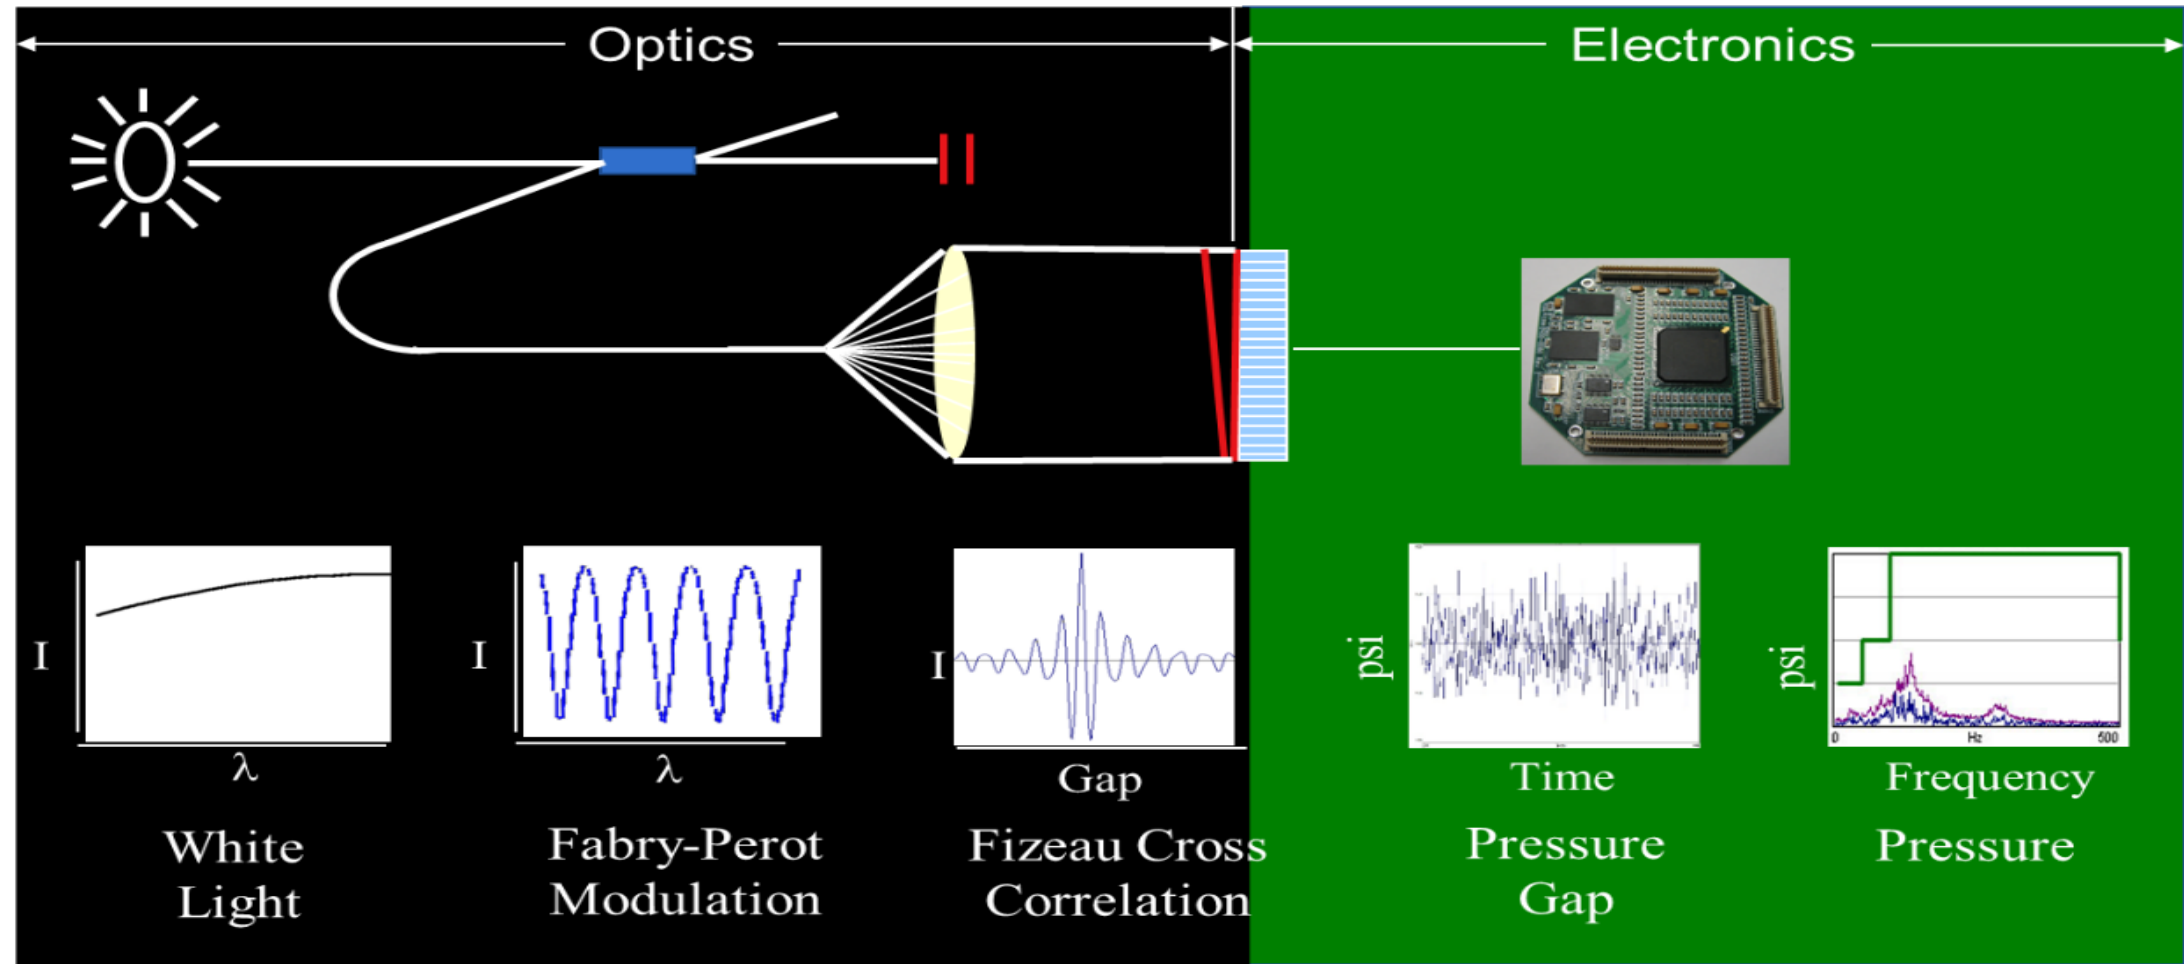 Optics
Electronics
I
λ
White
Light
I
λ
Fabry-Perot
Modulation
I
Gap
Fizeau Cross
Correlation
psi
Time
Pressure
Gap
psi
0 Hz 500
Frequency
Pressure